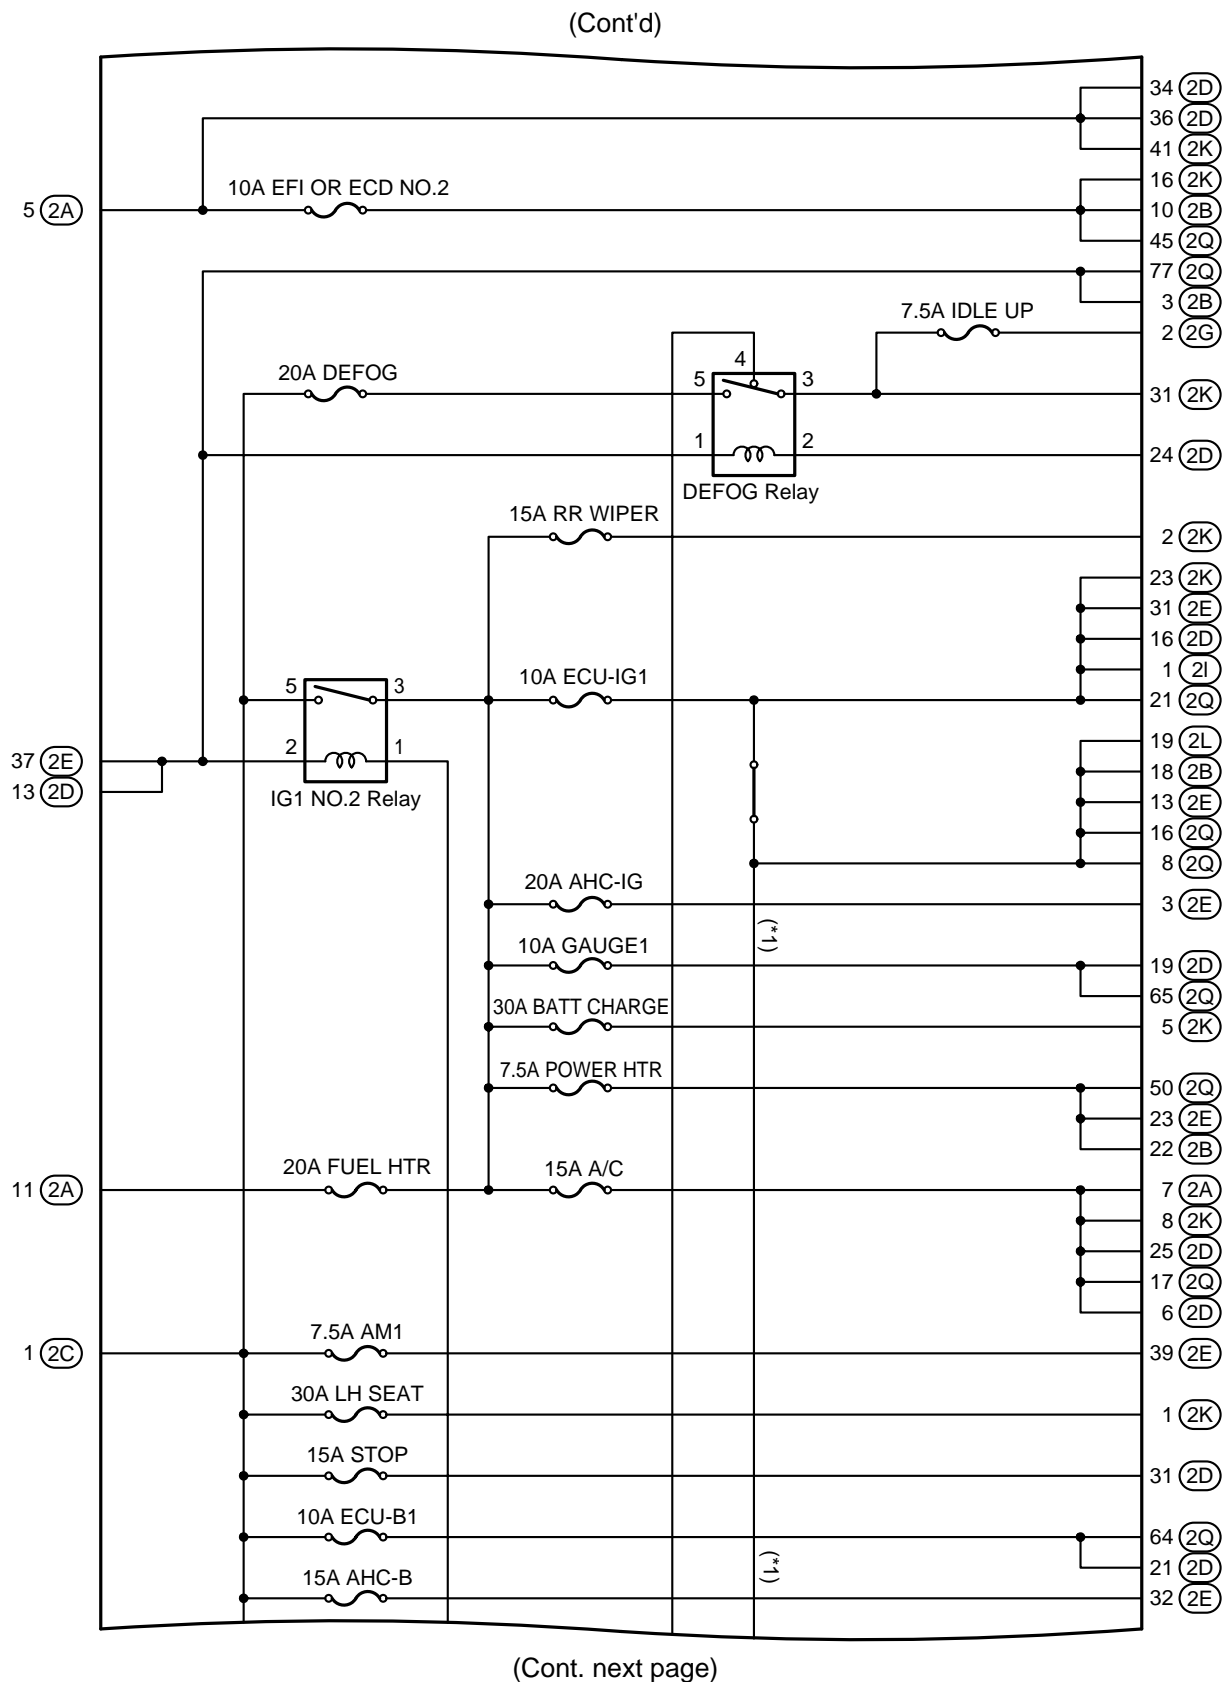 (Cont'd)
34 2D
36 2D
41 2K
10A EFI OR ECD NO.2
16 2K
5 2A
10 2B
45 2Q
77 2Q
7.5A IDLE UP
3 2B
2 2G
4
20A DEFOG
5 3
31 2K
1 2
24 2D
DEFOG Relay
15A RR WIPER
2 2K
23 2K
31 2E
16 2D
10A ECU-IG1
1 2I
5 3
21 2Q
19 2L
37 2E
2 1
18 2B
13 2D
IG1 NO.2 Relay
13 2E
16 2Q
8 2Q
20A AHC-IG
3 2E
(*1)
10A GAUGE1
19 2D
65 2Q
30A BATT CHARGE
5 2K
7.5A POWER HTR
50 2Q
23 2E
22 2B
20A FUEL HTR
15A A/C
11 2A
7 2A
8 2K
25 2D
17 2Q
6 2D
7.5A AM1
1 2C
39 2E
30A LH SEAT
1 2K
15A STOP
31 2D
10A ECU-B1
64 2Q
(*1)
21 2D
15A AHC-B
32 2E
(Cont. next page)